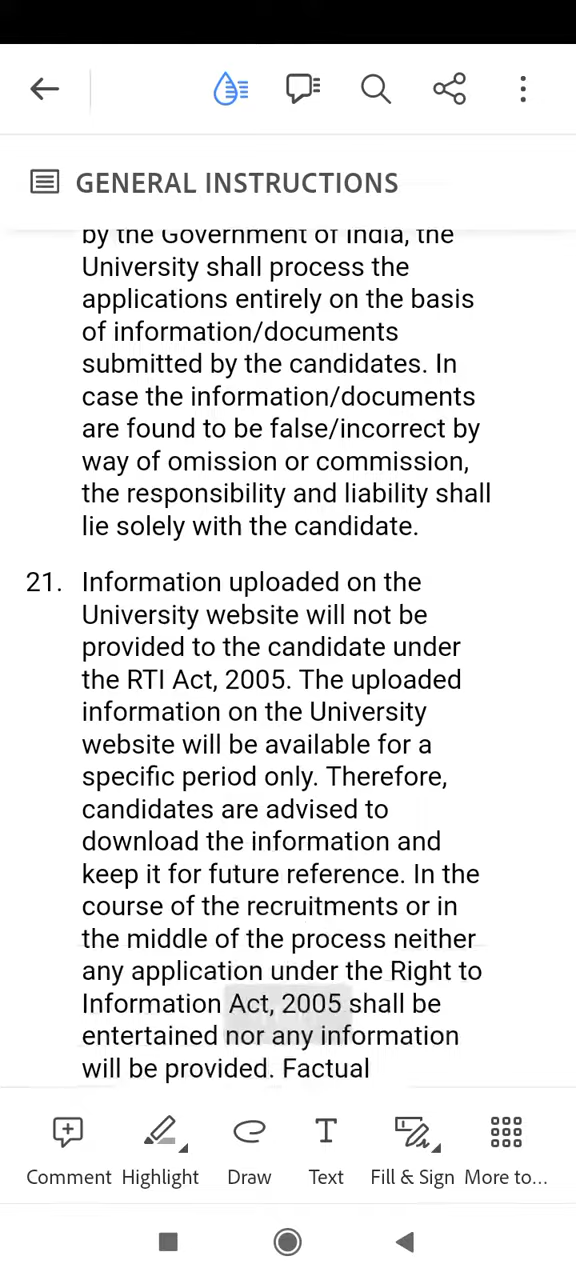 GENERAL INSTRUCTIONS
by the Government of India, the
University shall process the
applications entirely on the basis
of information/documents
submitted by the candidates. In
case the information/documents
are found to be false/incorrect by
way of omission or commission,
the responsibility and liability shall
lie solely with the candidate.
21. Information uploaded on the
University website will not be
provided to the candidate under
the RTI Act, 2005. The uploaded
information on the University
website will be available for a
specific period only. Therefore,
candidates are advised to
download the information and
keep it for future reference. In the
course of the recruitments or in
the middle of the process neither
any application under the Right to
Information Act, 2005 shall be
entertained nor any information
will be provided. Factual
Comment Highlight Draw Text Fill & Sign More to...